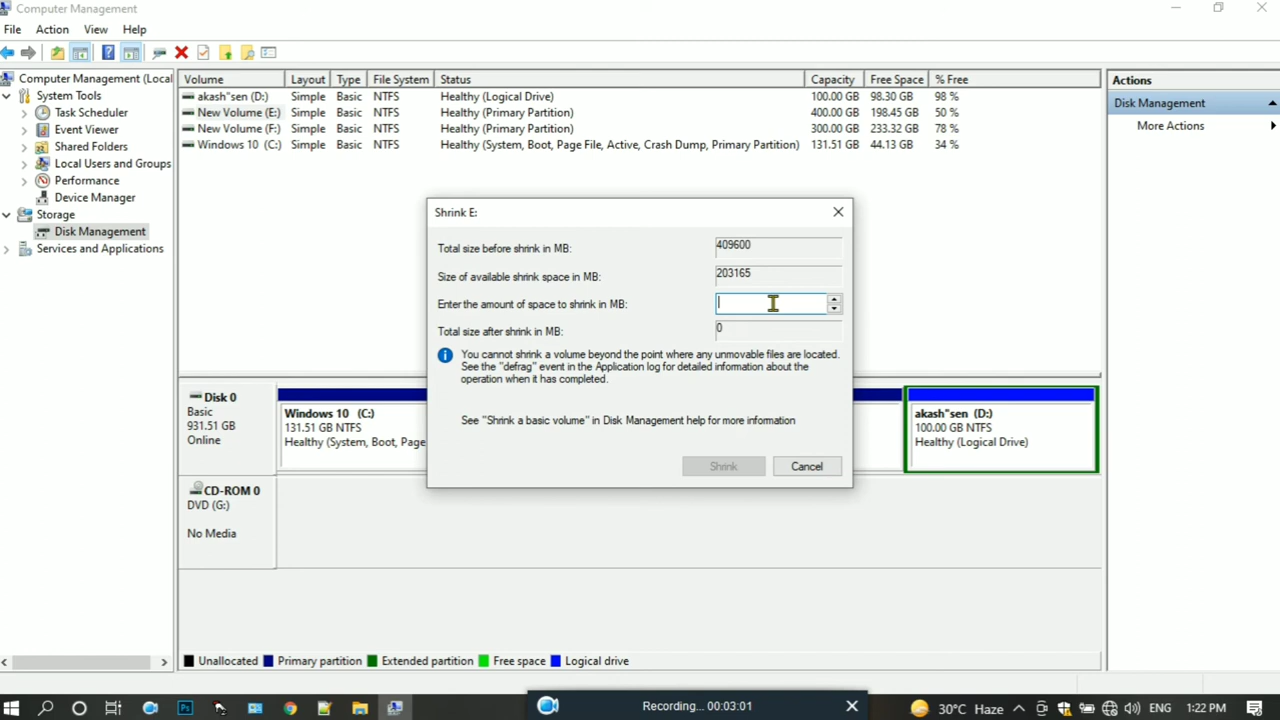 Computer Management
File Action View Help
Computer Management (Local
System Tools
Task Scheduler
Event Viewer
Shared Folders
Local Users and Groups
Performance
Device Manager
Storage
Disk Management
Services and Applications
Volume Layout Type File System Status Capacity Free Space % Free
akash"sen (D:) Simple Basic NTFS Healthy (Logical Drive) 100.00 GB 98.30 GB 98 %
New Volume (E:) Simple Basic NTFS Healthy (Primary Partition) 400.00 GB 198.45 GB 50 %
New Volume (F:) Simple Basic NTFS Healthy (Primary Partition) 300.00 GB 233.32 GB 78 %
Windows 10 (C:) Simple Basic NTFS Healthy (System, Boot, Page File, Active, Crash Dump, Primary Partition) 131.51 GB 44.13 GB 34 %
Actions
Disk Management
More Actions
Shrink E:
Total size before shrink in MB: 409600
Size of available shrink space in MB: 203165
Enter the amount of space to shrink in MB:
Total size after shrink in MB: 0
You cannot shrink a volume beyond the point where any unmovable files are located.
See the "defrag" event in the Application log for detailed information about the
operation when it has completed.
See "Shrink a basic volume" in Disk Management help for more information
Shrink Cancel
Disk 0
Basic
931.51 GB
Online
Windows 10 (C:)
131.51 GB NTFS
Healthy (System, Boot, Page
akash"sen (D:)
100.00 GB NTFS
Healthy (Logical Drive)
CD-ROM 0
DVD (G:)
No Media
Unallocated Primary partition Extended partition Free space Logical drive
Recording... 00:03:01
30°C Haze ENG 1:22 PM